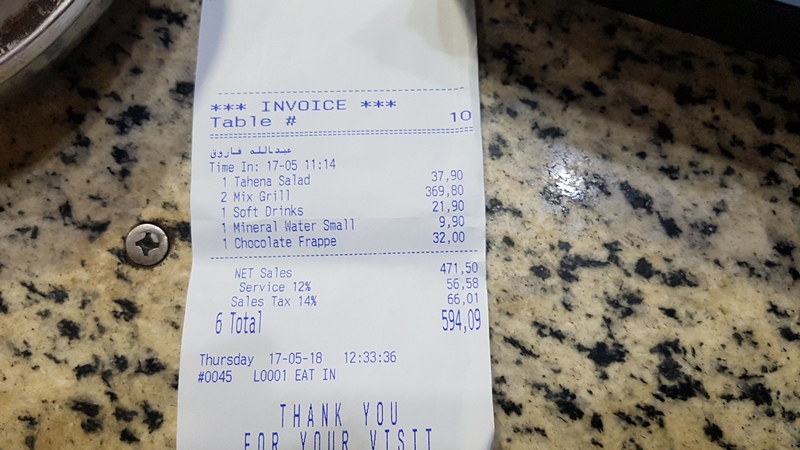 *** INVOICE ***
Table # 10
عبدالله فاروق
Time In: 17-05 11:14
1 Tahena Salad 37,90
2 Mix Grill 369,80
1 Soft Drinks 21,90
1 Mineral Water Small 9,90
1 Chocolate Frappe 32,00
NET Sales 471,50
Service 12% 56,58
Sales Tax 14% 66,01
6 Total 594,09
Thursday 17-05-18 12:33:36
#0045 L0001 EAT IN
THANK YOU
FOR YOUR VISIT